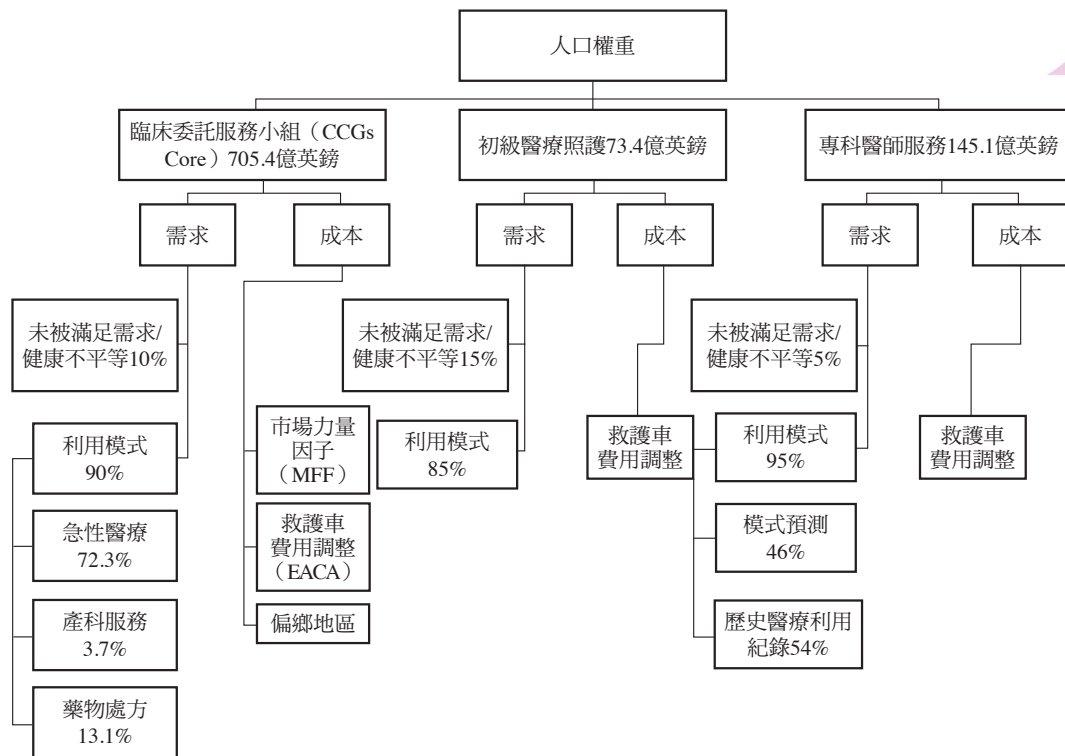 人口權重
臨床委託服務小組（CCGs
Core）705.4億英鎊
初級醫療照護73.4億英鎊
專科醫師服務145.1億英鎊
需求
成本
需求
成本
需求
成本
未被滿足需求/
健康不平等10%
未被滿足需求/
健康不平等15%
未被滿足需求/
健康不平等5%
利用模式
90%
市場力量
因子
（MFF）
利用模式
85%
救護車
費用調整
利用模式
95%
救護車
費用調整
急性醫療
72.3%
救護車
費用調整
（EACA）
模式預測
46%
產科服務
3.7%
偏鄉地區
歷史醫療利用
紀錄54%
藥物處方
13.1%